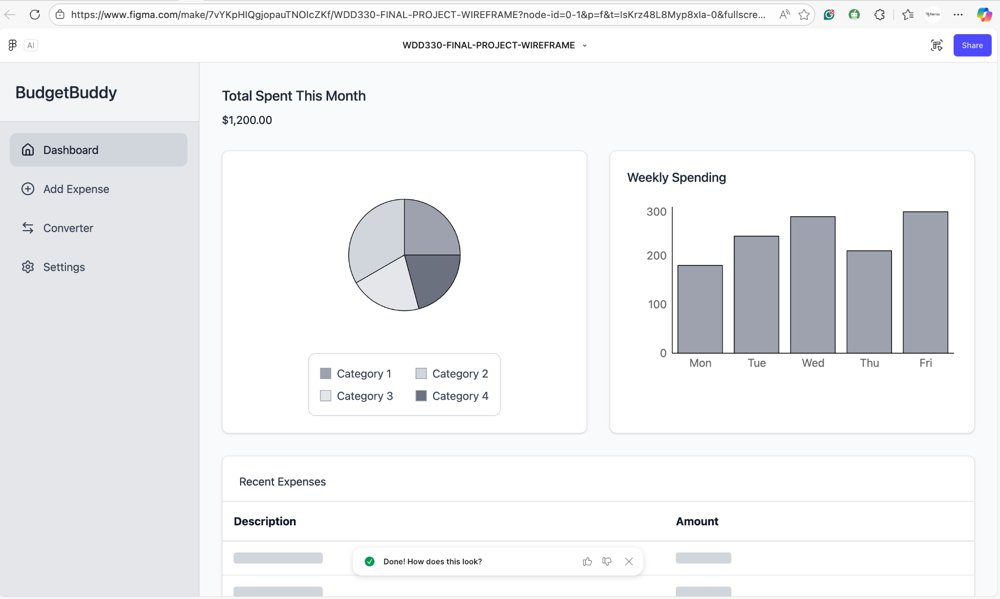 https://www.figma.com/make/7vYKpHIQgjopauTNOIcZKf/WDD330-FINAL-PROJECT-WIREFRAME?node-id=0-1&p=f&t=IsKrz48L8Myp8xIa-0&fullscre...
AI
WDD330-FINAL-PROJECT-WIREFRAME
Share
BudgetBuddy
Dashboard
Add Expense
Converter
Settings
Total Spent This Month
$1,200.00
Category 1
Category 2
Category 3
Category 4
Weekly Spending
300
200
100
0
Mon Tue Wed Thu Fri
Recent Expenses
Description Amount
Done! How does this look?